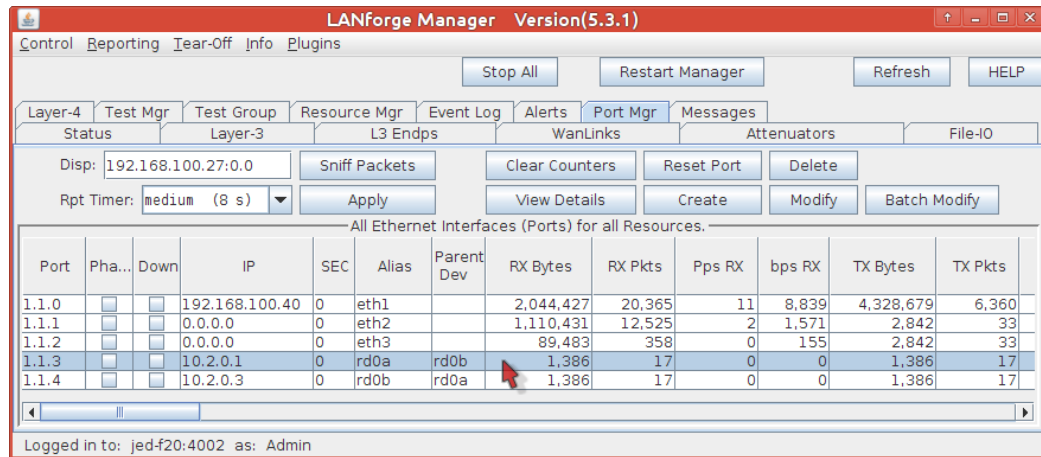 LANforge Manager Version(5.3.1)
Control Reporting Tear-Off Info Plugins
Stop All Restart Manager Refresh HELP
Layer-4 Test Mgr Test Group Resource Mgr Event Log Alerts Port Mgr Messages
Status Layer-3 L3 Endps WanLinks Attenuators File-IO
Disp: 192.168.100.27:0.0 Sniff Packets Clear Counters Reset Port Delete
Rpt Timer: medium (8 s) Apply View Details Create Modify Batch Modify
All Ethernet Interfaces (Ports) for all Resources.
Port Pha... Down IP SEC Alias Parent Dev RX Bytes RX Pkts Pps RX bps RX TX Bytes TX Pkts
1.1.0 192.168.100.40 0 eth1 2,044,427 20,365 11 8,839 4,328,679 6,360
1.1.1 0.0.0.0 0 eth2 1,110,431 12,525 2 1,571 2,842 33
1.1.2 0.0.0.0 0 eth3 89,483 358 0 155 2,842 33
1.1.3 10.2.0.1 0 rd0a rd0b 1,386 17 0 0 1,386 17
1.1.4 10.2.0.3 0 rd0b rd0a 1,386 17 0 0 1,386 17
Logged in to: jed-f20:4002 as: Admin